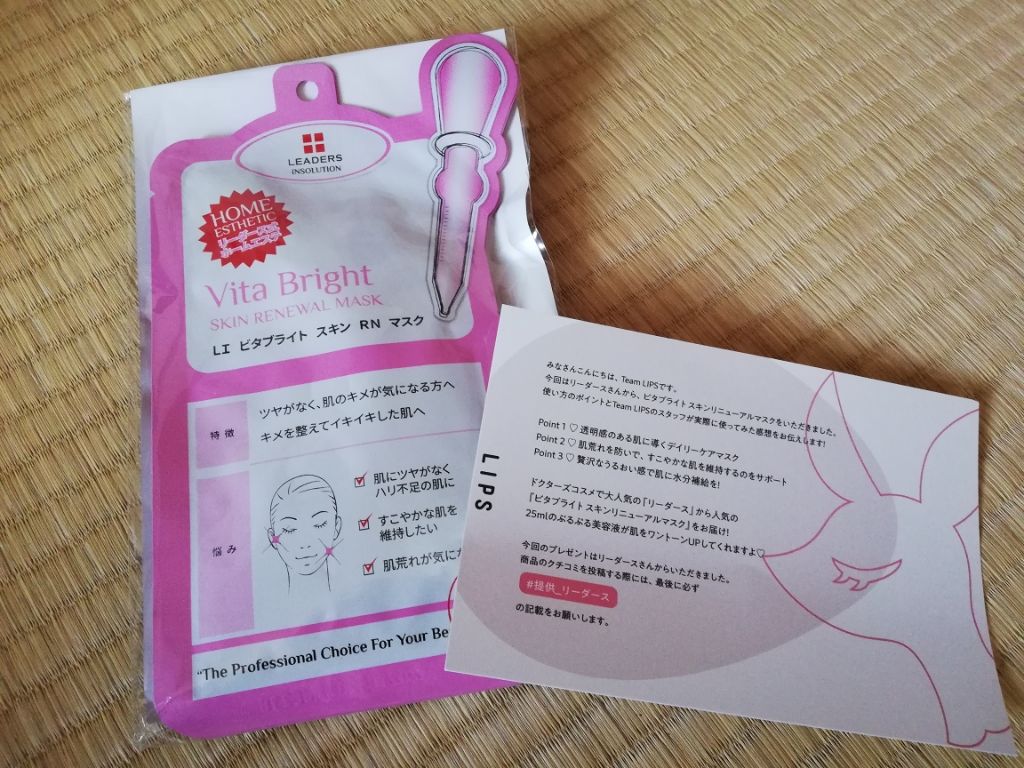 LEADERS
INSOLUTION
HOME
ESTHETIC
リーダース式
ホームエステ
Vita Bright
SKIN RENEWAL MASK
LI ビタブライト スキン RN マスク
特徴
ツヤがなく、肌のキメが気になる方へ
キメを整えてイキイキした肌へ
悩み
肌にツヤがなく
ハリ不足の肌に
すこやかな肌を
維持したい
肌荒れが気に
"The Professional Choice For Your Be
LIPS
みなさんこんにちは、Team LIPSです。
今回はリーダースさんから、ビタブライト スキンリニューアルマスクをいただきました。
使い方のポイントとTeam LIPSのスタッフが実際に使ってみた感想をお伝えします!
Point 1 ♡ 透明感のある肌に導くデイリーケアマスク
Point 2 ♡ 肌荒れを防いで、すこやかな肌を維持するのをサポート
Point 3 ♡ 贅沢なうるおい感で肌に水分補給を!
ドクターズコスメで大人気の「リーダース」から人気の
「ビタブライト スキンリニューアルマスク」をお届け!
25mlのぷるぷる美容液が肌をワントーンUPしてくれますよ♡
今回のプレゼントはリーダースさんからいただきました。
商品のクチコミを投稿する際には、最後に必ず
#提供_リーダース
の記載をお願いします。